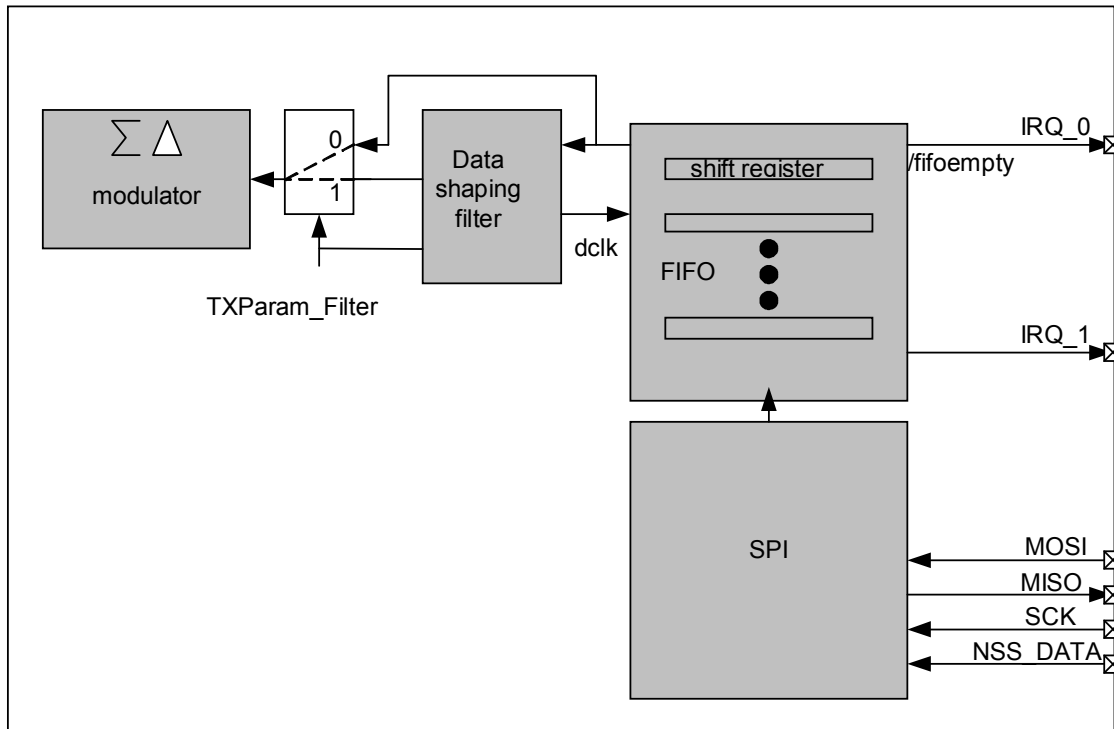 Σ Δ
modulator
0
1
TXParam_Filter
Data
shaping
filter
dclk
shift register
FIFO
IRQ_0
/fifoempty
IRQ_1
SPI
MOSI
MISO
SCK
NSS_DATA